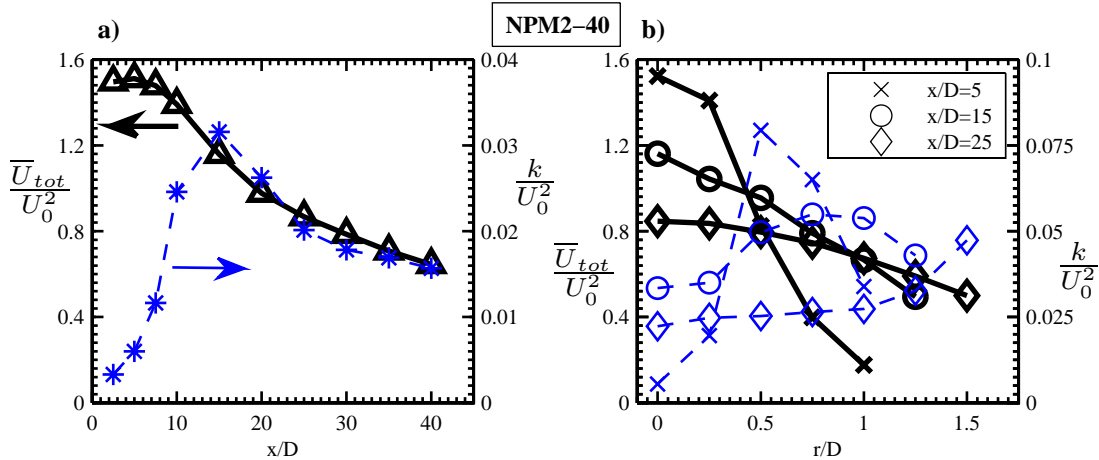 NPM2−40
a)
1.6
1.2
0.8
0.4
0
U̅_tot / U_0^2
0.04
0.03
0.02
0.01
0
k / U_0^2
0 10 20 30 40
x/D
b)
1.6
1.2
0.8
0.4
0
U̅_tot / U_0^2
x/D=5
x/D=15
x/D=25
0.1
0.075
0.05
0.025
0
k / U_0^2
0 0.5 1 1.5
r/D